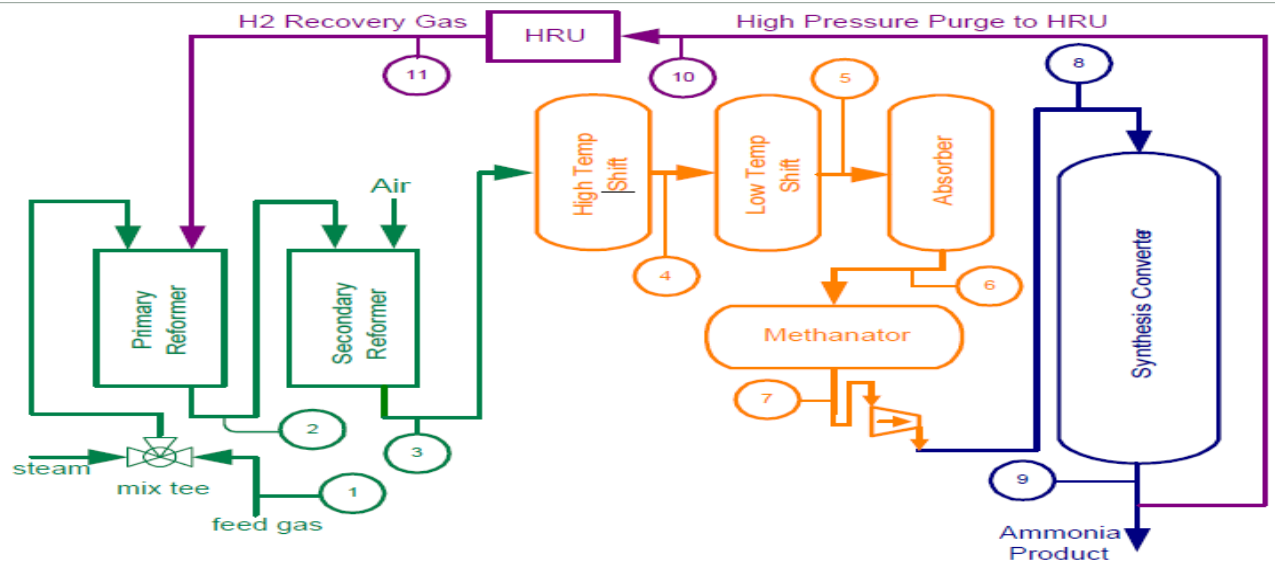 H2 Recovery Gas
HRU
High Pressure Purge to HRU
11
10
5
8
High Temp
Shift
Low Temp
Shift
Absorber
Air
4
6
Primary
Reformer
Secondary
Reformer
Methanator
Synthesis Converter
7
2
3
steam
mix tee
1
feed gas
9
Ammonia
Product